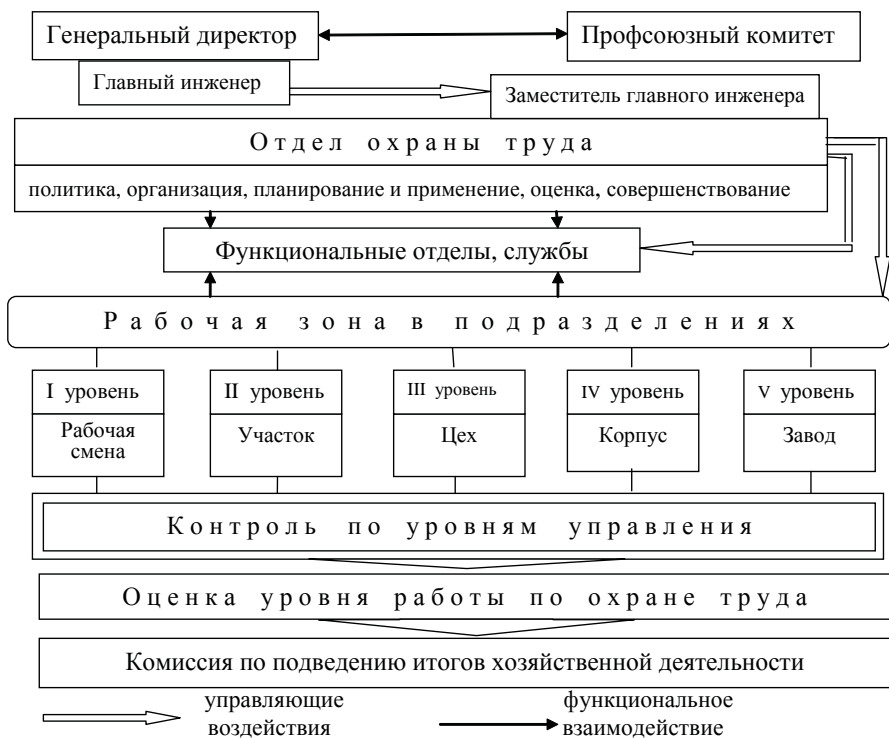 Генеральный директор
Профсоюзный комитет
Главный инженер
Заместитель главного инженера
Отдел охраны труда
политика, организация, планирование и применение, оценка, совершенствование
Функциональные отделы, службы
Рабочая зона в подразделениях
I уровень
Рабочая
смена
II уровень
Участок
III уровень
Цех
IV уровень
Корпус
V уровень
Завод
Контроль по уровням управления
Оценка уровня работы по охране труда
Комиссия по подведению итогов хозяйственной деятельности
управляющие
воздействия
функциональное
взаимодействие